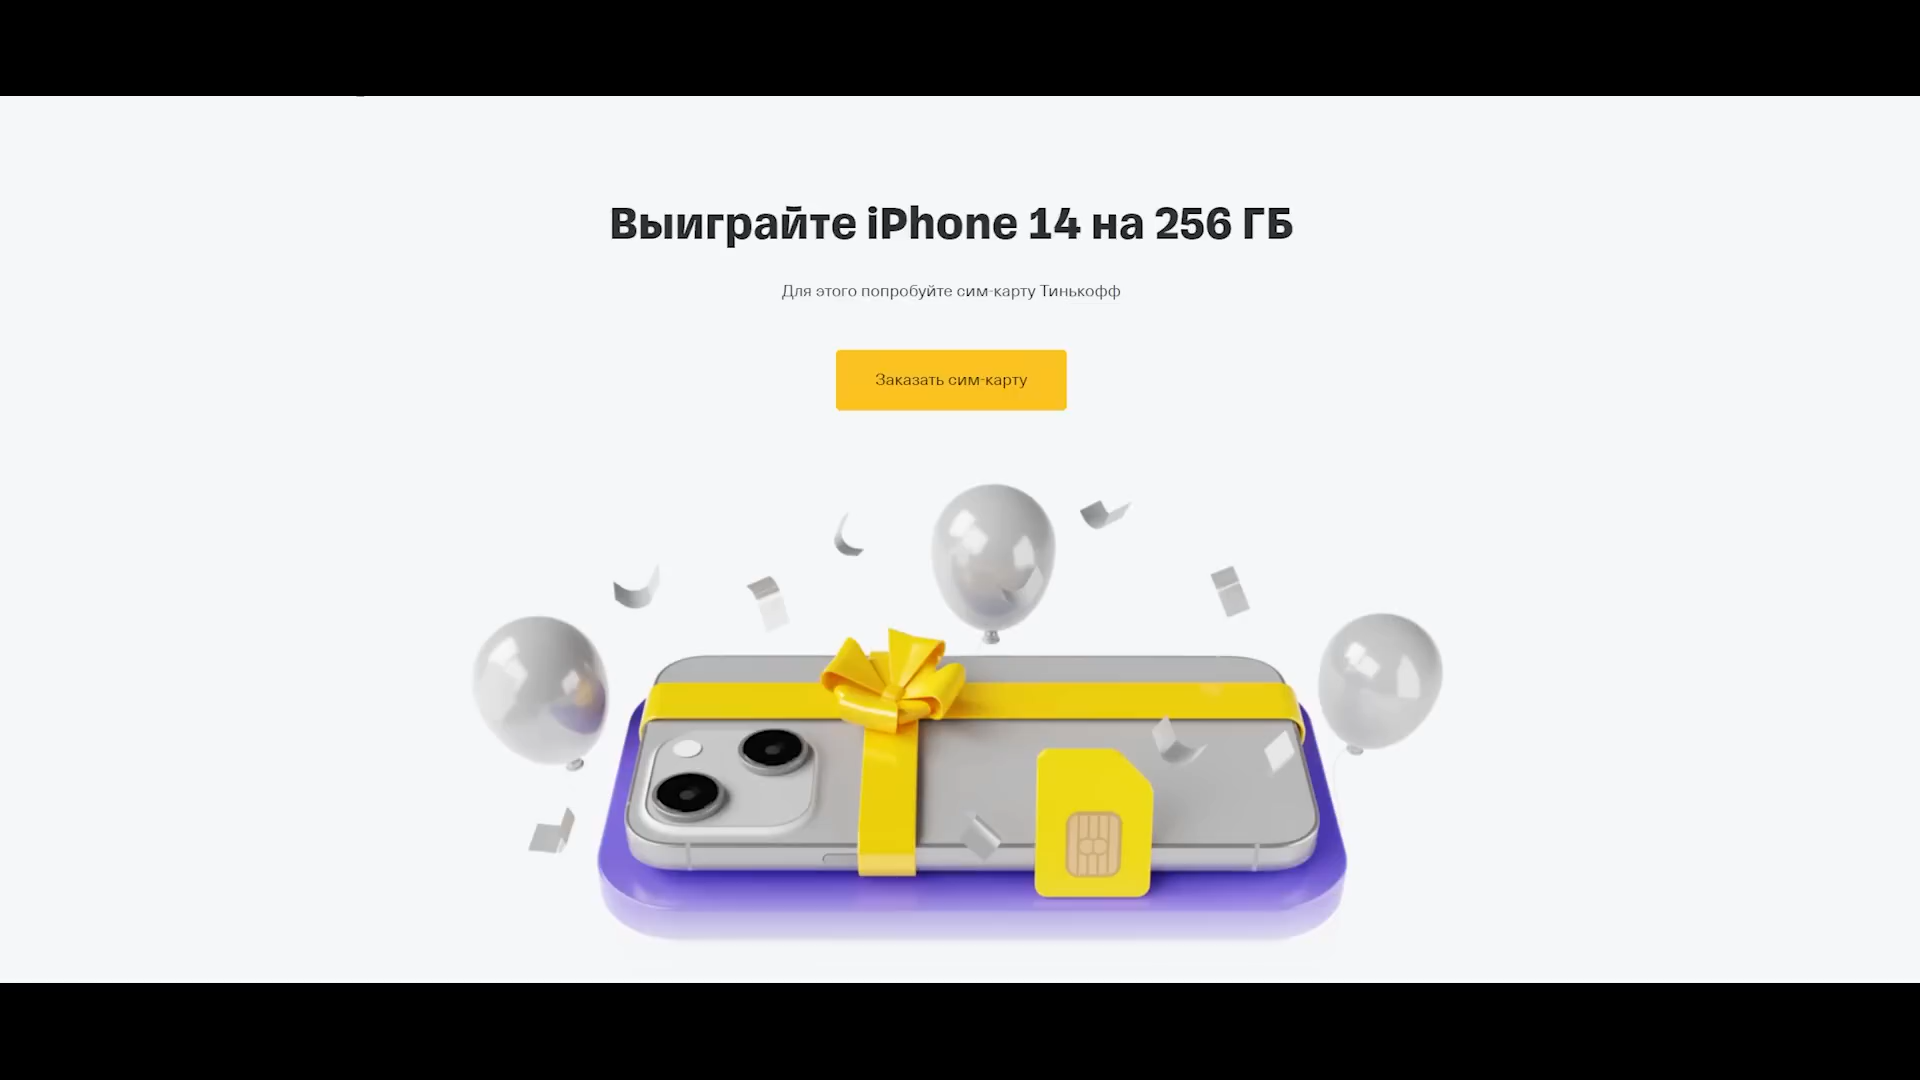 Выиграйте iPhone 14 на 256 ГБ
Для этого попробуйте сим-карту Тинькофф
Заказать сим-карту